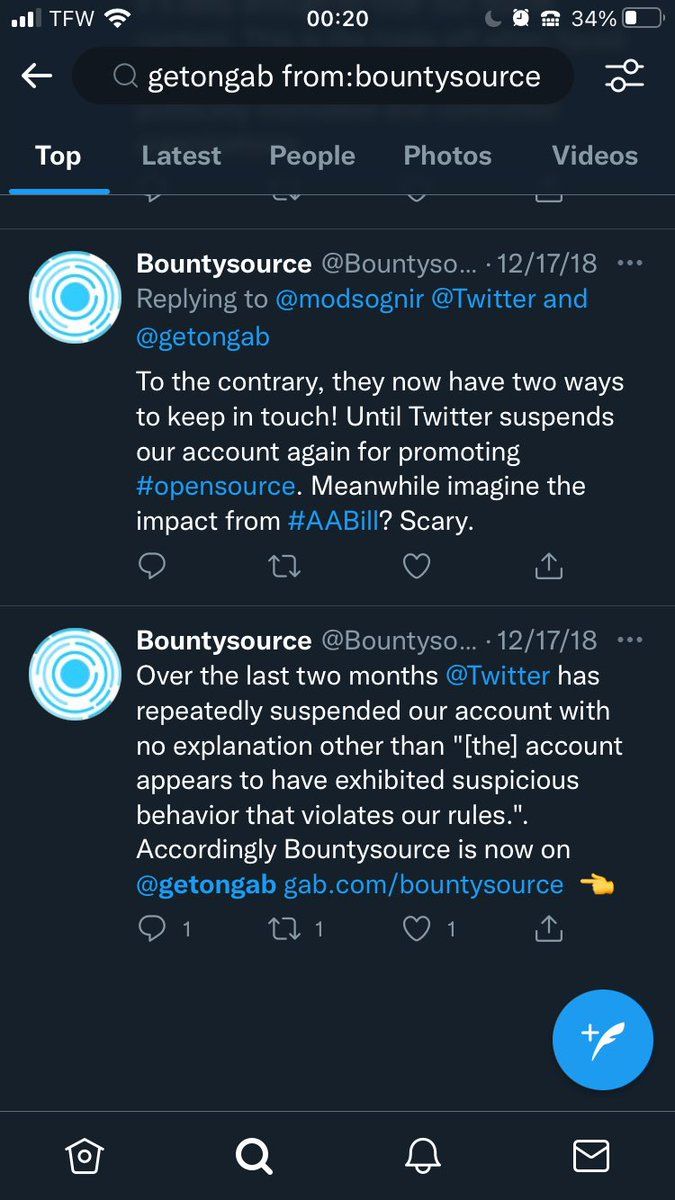 TFW 00:20 34%
getongab from:bountysource
Top Latest People Photos Videos
Bountysource @Bountyso... · 12/17/18
Replying to @modsognir @Twitter and
@getongab
To the contrary, they now have two ways
to keep in touch! Until Twitter suspends
our account again for promoting
#opensource. Meanwhile imagine the
impact from #AABill? Scary.
Bountysource @Bountyso... · 12/17/18
Over the last two months @Twitter has
repeatedly suspended our account with
no explanation other than "[the] account
appears to have exhibited suspicious
behavior that violates our rules.".
Accordingly Bountysource is now on
@getongab gab.com/bountysource 👈
1 1 1